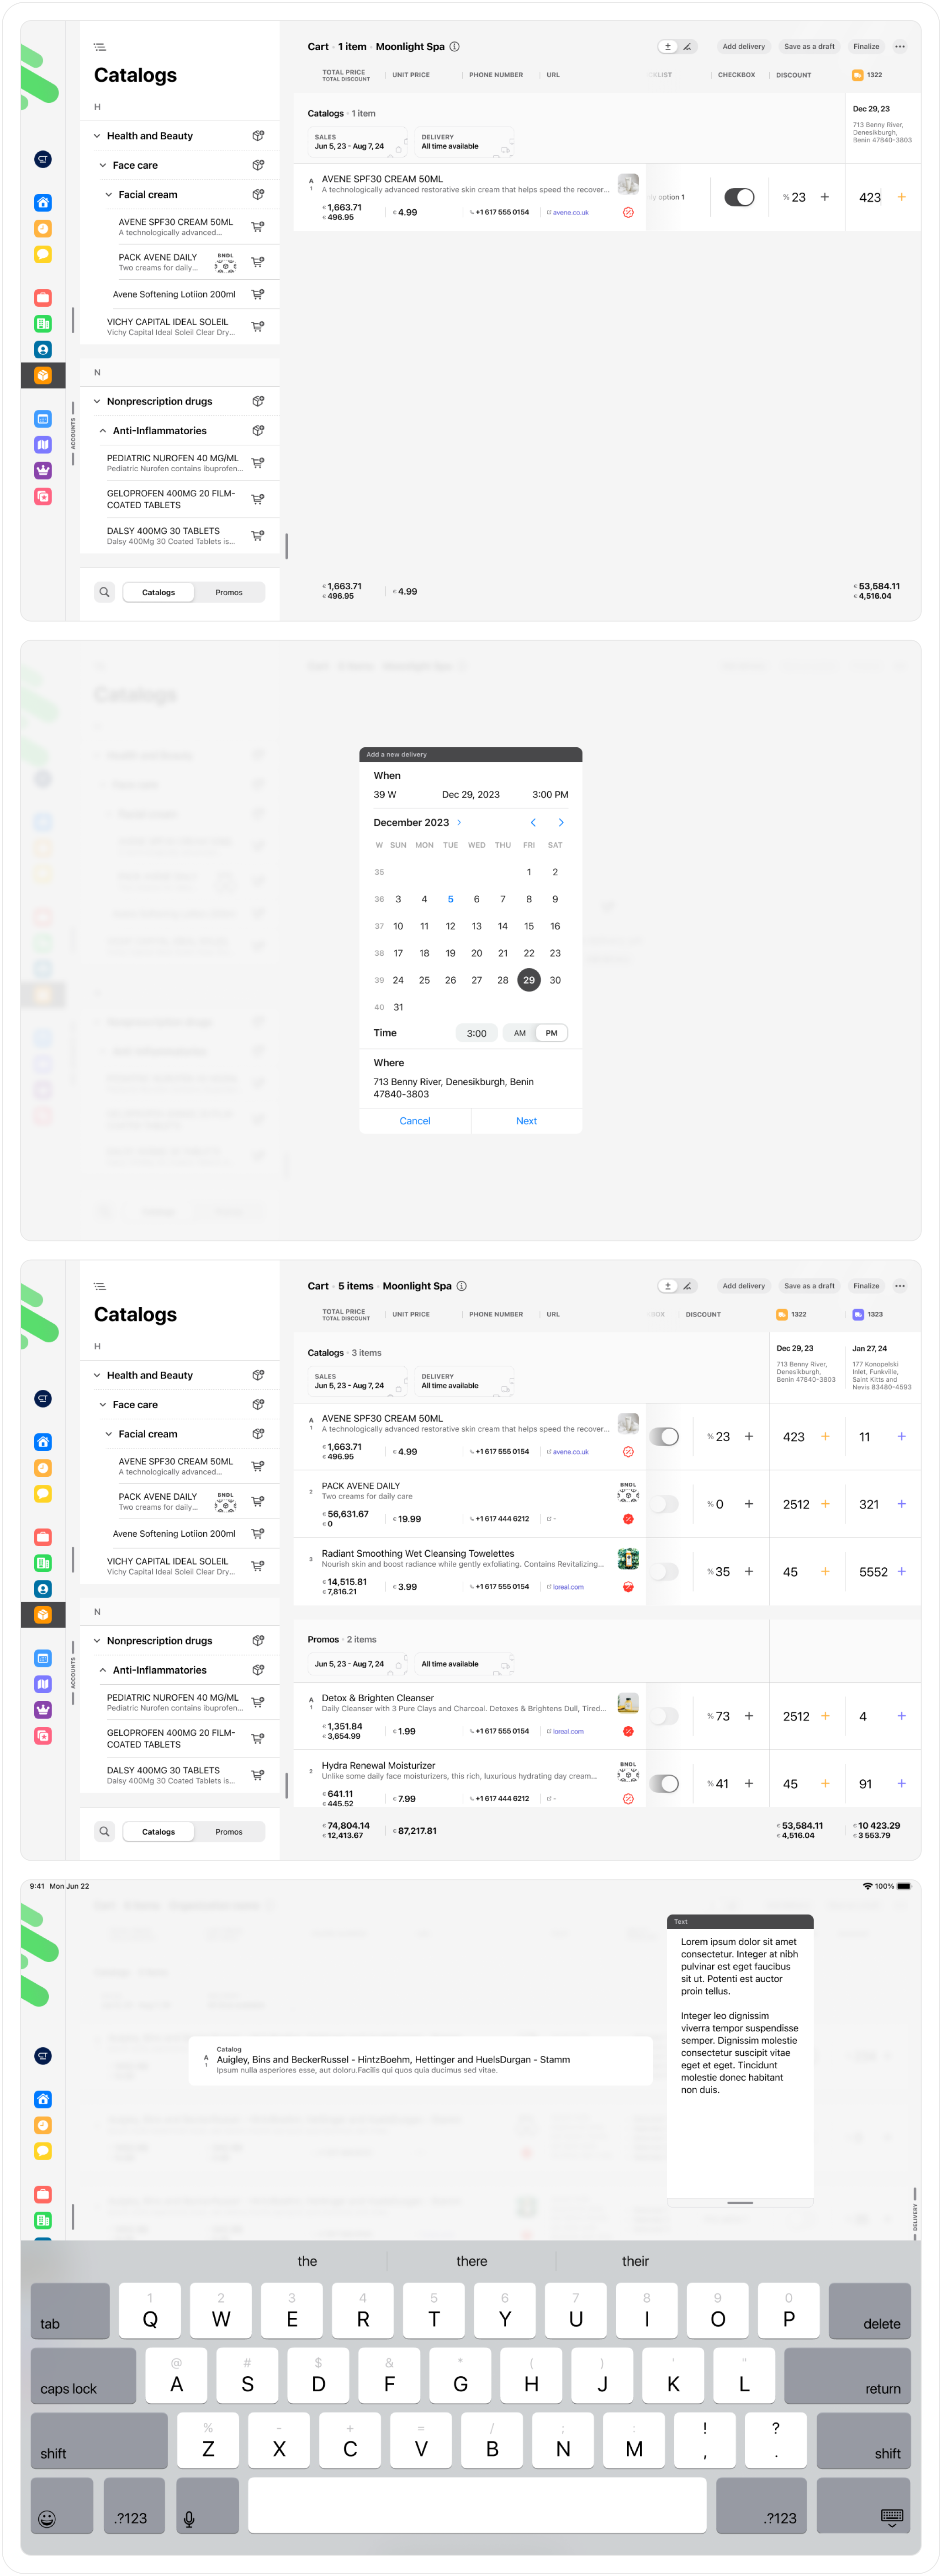 Catalogs
H
Health and Beauty
Face care
Facial cream
AVENE SPF30 CREAM 50ML
A technologically advanced...
PACK AVENE DAILY
Two creams for daily...
BNDL
Avene Softening Lotiion 200ml
VICHY CAPITAL IDEAL SOLEIL
Vichy Capital Ideal Soleil Clear Dry...
N
Nonprescription drugs
Anti-Inflammatories
PEDIATRIC NUROFEN 40 MG/ML
Pediatric Nurofen contains ibuprofen...
GELOPROFEN 400MG 20 FILM-
COATED TABLETS
DALSY 400MG 30 TABLETS
Dalsy 400Mg 30 Coated Tablets is...
Catalogs Promos
ACCOUNTS
Cart · 1 item · Moonlight Spa
Add delivery Save as a draft Finalize
TOTAL PRICE
TOTAL DISCOUNT
UNIT PRICE PHONE NUMBER URL CHECKBOX DISCOUNT 1322
Catalogs · 1 item
SALES
Jun 5, 23 - Aug 7, 24
DELIVERY
All time available
Dec 29, 23
713 Benny River,
Denesikburgh,
Benin 47840-3803
A
1
AVENE SPF30 CREAM 50ML
A technologically advanced restorative skin cream that helps speed the recover...
€ 1,663.71
€ 496.95
€ 4.99 +1 617 555 0154 avene.co.uk
option 1
% 23 + 423 +
€ 1,663.71
€ 496.95
€ 4.99
€ 53,584.11
€ 4,516.04
Add a new delivery
When
39 W Dec 29, 2023 3:00 PM
December 2023
W SUN MON TUE WED THU FRI SAT
35 1 2
36 3 4 5 6 7 8 9
37 10 11 12 13 14 15 16
38 17 18 19 20 21 22 23
39 24 25 26 27 28 29 30
40 31
Time 3:00 AM PM
Where
713 Benny River, Denesikburgh, Benin
47840-3803
Cancel Next
Catalogs
H
Health and Beauty
Face care
Facial cream
AVENE SPF30 CREAM 50ML
A technologically advanced...
PACK AVENE DAILY
Two creams for daily...
BNDL
Avene Softening Lotiion 200ml
VICHY CAPITAL IDEAL SOLEIL
Vichy Capital Ideal Soleil Clear Dry...
N
Nonprescription drugs
Anti-Inflammatories
PEDIATRIC NUROFEN 40 MG/ML
Pediatric Nurofen contains ibuprofen...
GELOPROFEN 400MG 20 FILM-
COATED TABLETS
DALSY 400MG 30 TABLETS
Dalsy 400Mg 30 Coated Tablets is...
Catalogs Promos
ACCOUNTS
Cart · 5 items · Moonlight Spa
Add delivery Save as a draft Finalize
TOTAL PRICE
TOTAL DISCOUNT
UNIT PRICE PHONE NUMBER URL DISCOUNT 1322 1323
Catalogs · 3 items
SALES
Jun 5, 23 - Aug 7, 24
DELIVERY
All time available
Dec 29, 23
713 Benny River,
Denesikburgh,
Benin 47840-3803
Jan 27, 24
177 Konopelski
Inlet, Funkville,
Saint Kitts and
Nevis 83480-4593
A
1
AVENE SPF30 CREAM 50ML
A technologically advanced restorative skin cream that helps speed the recover...
€ 1,663.71
€ 496.95
€ 4.99 +1 617 555 0154 avene.co.uk
% 23 + 423 + 11 +
2
PACK AVENE DAILY
Two creams for daily care
BNDL
€ 56,631.67
€ 0
€ 19.99 +1 617 444 6212 -
% 0 + 2512 + 321 +
3
Radiant Smoothing Wet Cleansing Towelettes
Nourish skin and boost radiance while gently exfoliating. Contains Revitalizing...
€ 14,515.81
€ 7,816.21
€ 3.99 +1 617 555 0154 loreal.com
% 35 + 45 + 5552 +
Promos · 2 items
Jun 5, 23 - Aug 7, 24
All time available
A
1
Detox & Brighten Cleanser
Daily Cleanser with 3 Pure Clays and Charcoal. Detoxes & Brightens Dull, Tired...
€ 1,351.84
€ 3,654.99
€ 1.99 +1 617 555 0154 loreal.com
% 73 + 2512 + 4 +
2
Hydra Renewal Moisturizer
Unlike some daily face moisturizers, this rich, luxurious hydrating day cream...
BNDL
€ 641.11
€ 445.52
€ 7.99 +1 617 444 6212 -
% 41 + 45 + 91 +
€ 74,804.14
€ 12,413.67
€ 87,217.81
€ 53,584.11
€ 4,516.04
€ 10 423.29
€ 3 553.79
9:41 Mon Jun 22
100%
Text
Lorem ipsum dolor sit amet
consectetur. Integer at nibh
pulvinar est eget faucibus
sit ut. Potenti est auctor
proin tellus.
Integer leo dignissim
viverra tempor suspendisse
semper. Dignissim molestie
consectetur suscipit vitae
eget et eget. Tincidunt
molestie donec habitant
non duis.
A
1
Catalog
Auigley, Bins and BeckerRussel - HintzBoehm, Hettinger and HuelsDurgan - Stamm
Ipsum nulla asperiores esse, aut doloru.Facilis qui quos quia ducimus sed vitae.
DELIVERY
the there their
1 2 3 4 5 6 7 8 9 0
tab Q W E R T Y U I O P delete
@ # $ & * ( ) ' "
caps lock A S D F G H J K L return
% - + = / ; : ! ?
shift Z X C V B N M , . shift
.?123 .?123